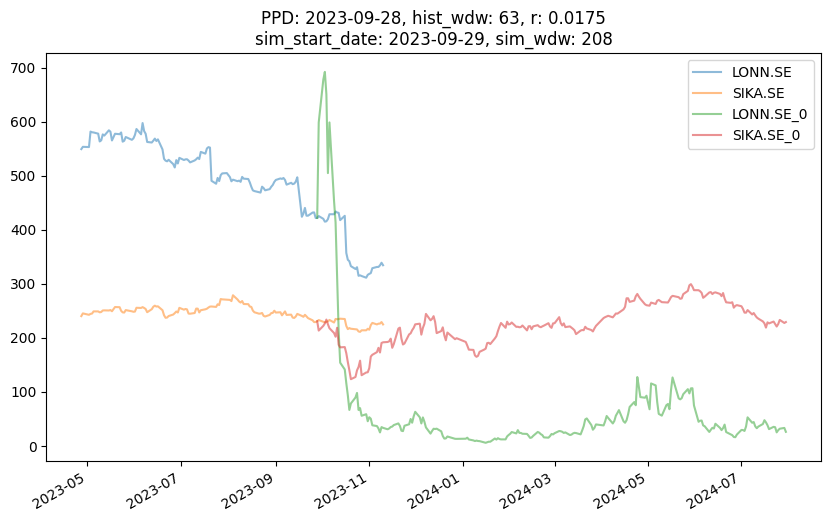 PPD: 2023-09-28, hist_wdw: 63, r: 0.0175
sim_start_date: 2023-09-29, sim_wdw: 208
LONN.SE
SIKA.SE
LONN.SE_0
SIKA.SE_0
700
600
500
400
300
200
100
0
2023-05
2023-07
2023-09
2023-11
2024-01
2024-03
2024-05
2024-07